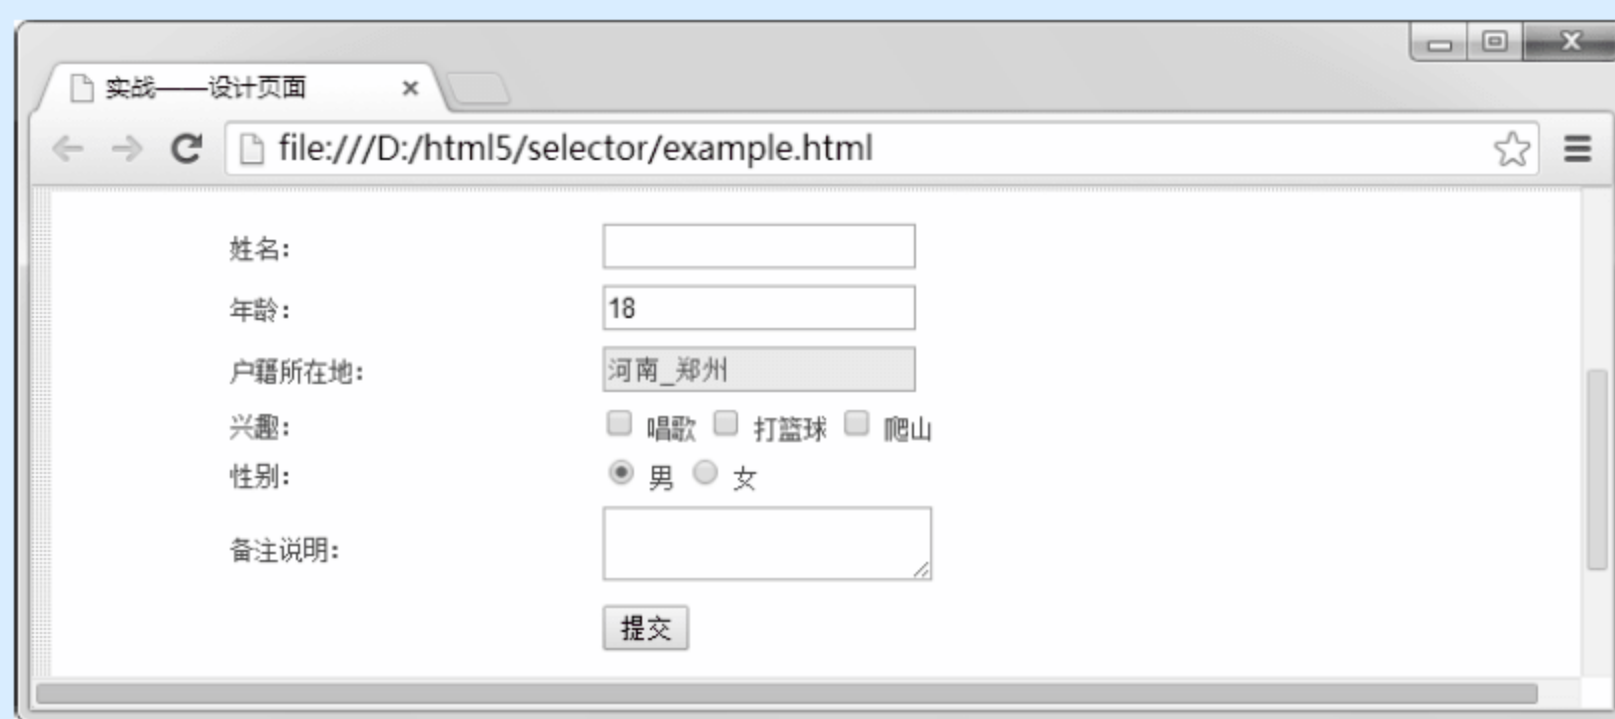 实战——设计页面
file:///D:/html5/selector/example.html
姓名:
年龄: 18
户籍所在地: 河南_郑州
兴趣: 唱歌 打篮球 爬山
性别: 男 女
备注说明:
提交